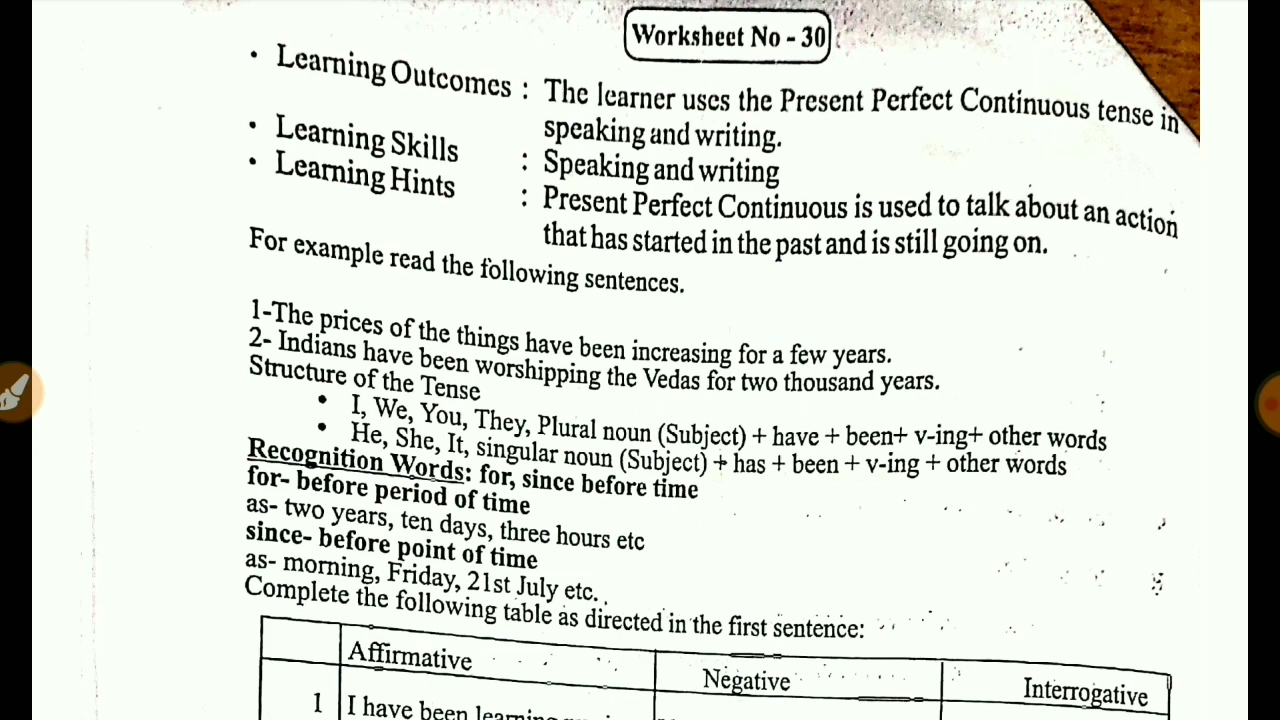 Worksheet No - 30
• Learning Outcomes : The learner uses the Present Perfect Continuous tense in
speaking and writing.
• Learning Skills : Speaking and writing
• Learning Hints : Present Perfect Continuous is used to talk about an action
that has started in the past and is still going on.
For example read the following sentences.
1-The prices of the things have been increasing for a few years.
2- Indians have been worshipping the Vedas for two thousand years.
Structure of the Tense
• I, We, You, They, Plural noun (Subject) + have + been+ v-ing+ other words
• He, She, It, singular noun (Subject) + has + been + v-ing + other words
Recognition Words: for, since before time
for- before period of time
as- two years, ten days, three hours etc
since- before point of time
as- morning, Friday, 21st July etc.
Complete the following table as directed in the first sentence:
Affirmative Negative Interrogative
1 I have been learning